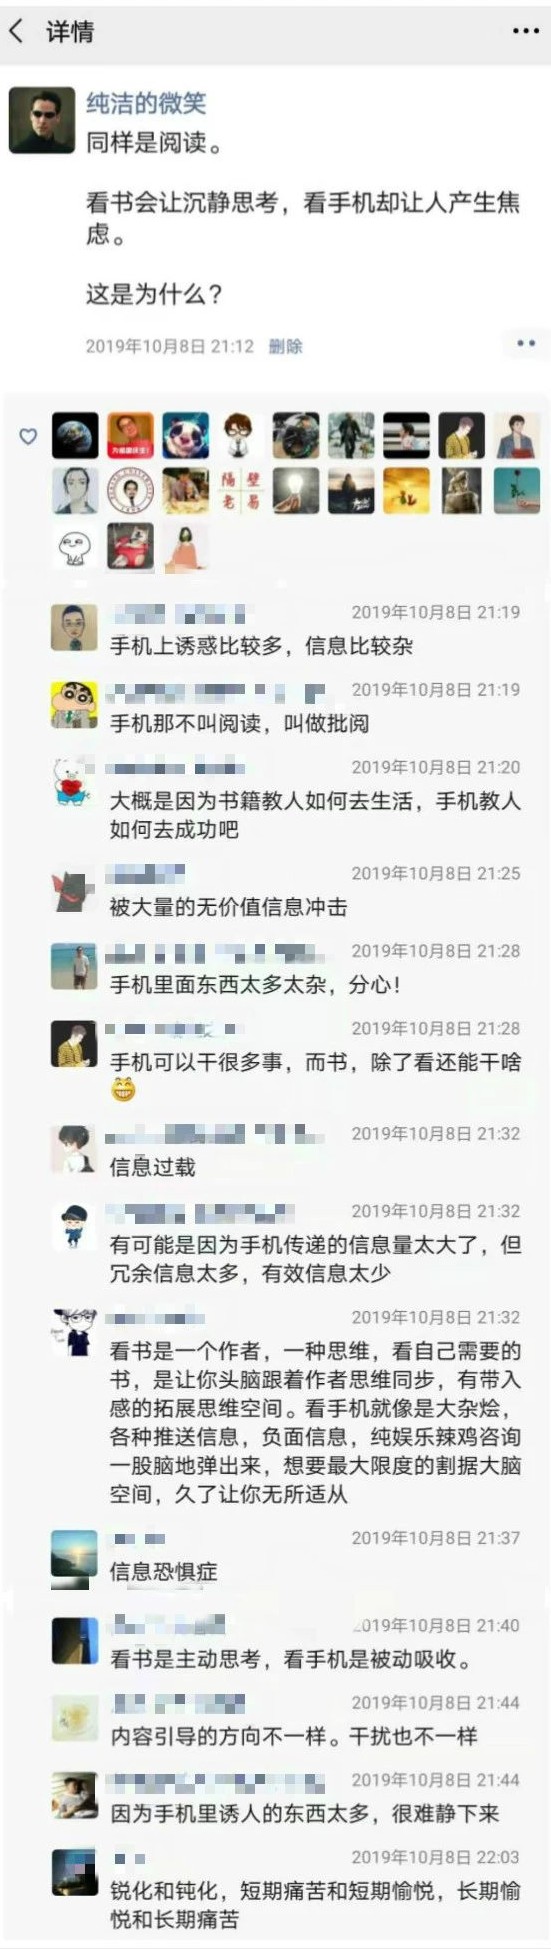 详情
纯洁的微笑
同样是阅读。
看书会让沉静思考，看手机却让人产生焦
虑。
这是为什么？
2019年10月8日 21:12 删除
隔壁
老易
2019年10月8日 21:19
手机上诱惑比较多，信息比较杂
2019年10月8日 21:19
手机那不叫阅读，叫做批阅
2019年10月8日 21:20
大概是因为书籍教人如何去生活，手机教人
如何去成功吧
2019年10月8日 21:25
被大量的无价值信息冲击
2019年10月8日 21:28
手机里面东西太多太杂，分心！
2019年10月8日 21:28
手机可以干很多事，而书，除了看还能干啥
😁
2019年10月8日 21:32
信息过载
2019年10月8日 21:32
有可能是因为手机传递的信息量太大了，但
冗余信息太多，有效信息太少
2019年10月8日 21:32
看书是一个作者，一种思维，看自己需要的
书，是让你头脑跟着作者思维同步，有带入
感的拓展思维空间。看手机就像是大杂烩，
各种推送信息，负面信息，纯娱乐辣鸡咨询
一股脑地弹出来，想要最大限度的割据大脑
空间，久了让你无所适从
2019年10月8日 21:37
信息恐惧症
2019年10月8日 21:40
看书是主动思考，看手机是被动吸收。
2019年10月8日 21:44
内容引导的方向不一样。干扰也不一样
2019年10月8日 21:44
因为手机里诱人的东西太多，很难静下来
2019年10月8日 22:03
锐化和钝化，短期痛苦和短期愉悦，长期愉
悦和长期痛苦